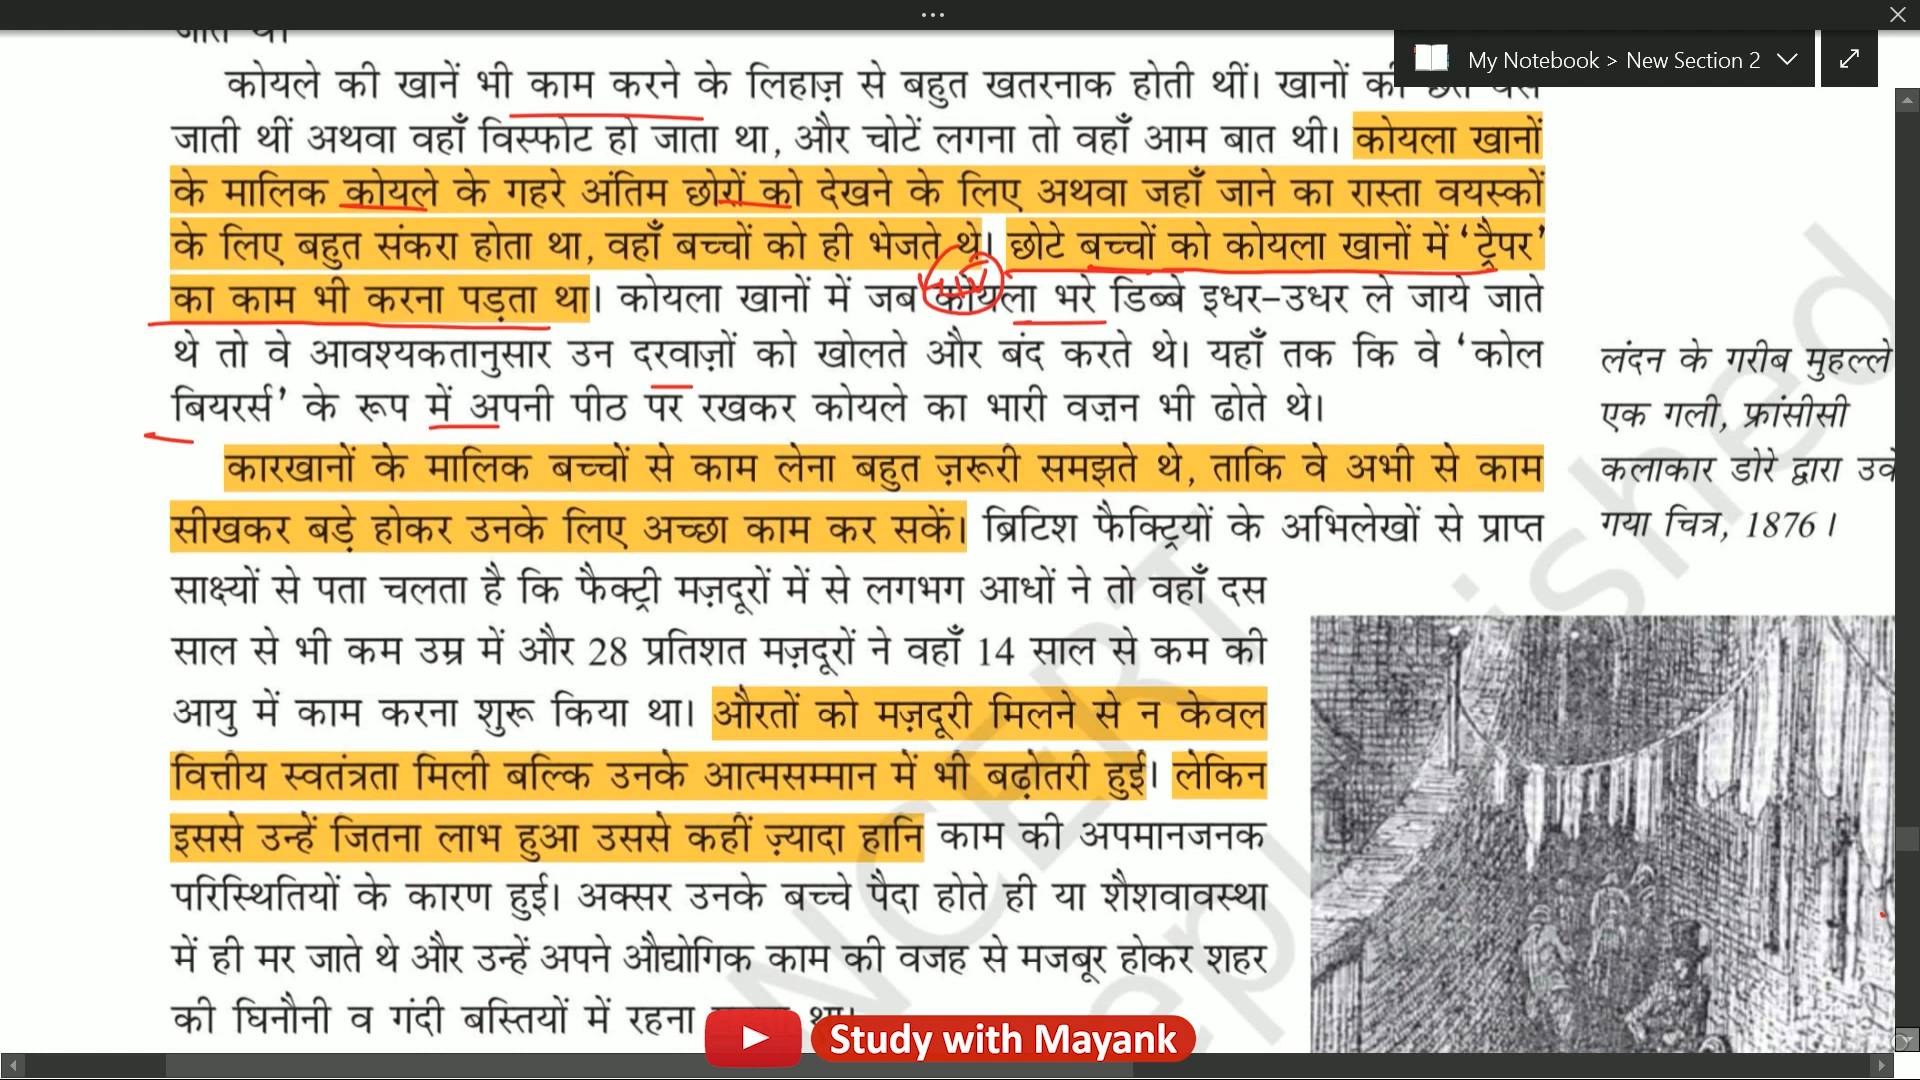 जाते थे।
My Notebook > New Section 2
कोयले की खानें भी काम करने के लिहाज़ से बहुत खतरनाक होती थीं। खानों की
जाती थीं अथवा वहाँ विस्फोट हो जाता था, और चोटें लगना तो वहाँ आम बात थी। कोयला खानों
के मालिक कोयले के गहरे अंतिम छोरों को देखने के लिए अथवा जहाँ जाने का रास्ता वयस्कों
के लिए बहुत संकरा होता था, वहाँ बच्चों को ही भेजते थे। छोटे बच्चों को कोयला खानों में ‘ट्रैपर’
का काम भी करना पड़ता था। कोयला खानों में जब कोयला भरे डिब्बे इधर-उधर ले जाये जाते
थे तो वे आवश्यकतानुसार उन दरवाज़ों को खोलते और बंद करते थे। यहाँ तक कि वे ‘कोल
बियरर्स’ के रूप में अपनी पीठ पर रखकर कोयले का भारी वज़न भी ढोते थे।
कारखानों के मालिक बच्चों से काम लेना बहुत ज़रूरी समझते थे, ताकि वे अभी से काम
सीखकर बड़े होकर उनके लिए अच्छा काम कर सकें। ब्रिटिश फैक्ट्रियों के अभिलेखों से प्राप्त
साक्ष्यों से पता चलता है कि फैक्ट्री मज़दूरों में से लगभग आधों ने तो वहाँ दस
साल से भी कम उम्र में और 28 प्रतिशत मज़दूरों ने वहाँ 14 साल से कम की
आयु में काम करना शुरू किया था। औरतों को मज़दूरी मिलने से न केवल
वित्तीय स्वतंत्रता मिली बल्कि उनके आत्मसम्मान में भी बढ़ोतरी हुई। लेकिन
इससे उन्हें जितना लाभ हुआ उससे कहीं ज़्यादा हानि काम की अपमानजनक
परिस्थितियों के कारण हुई। अक्सर उनके बच्चे पैदा होते ही या शैशवावस्था
में ही मर जाते थे और उन्हें अपने औद्योगिक काम की वजह से मजबूर होकर शहर
की घिनौनी व गंदी बस्तियों में रहना था।
लंदन के गरीब मुहल्ले
एक गली, फ्रांसीसी
कलाकार डोरे द्वारा
गया चित्र, 1876।
NCERT
Study with Mayank